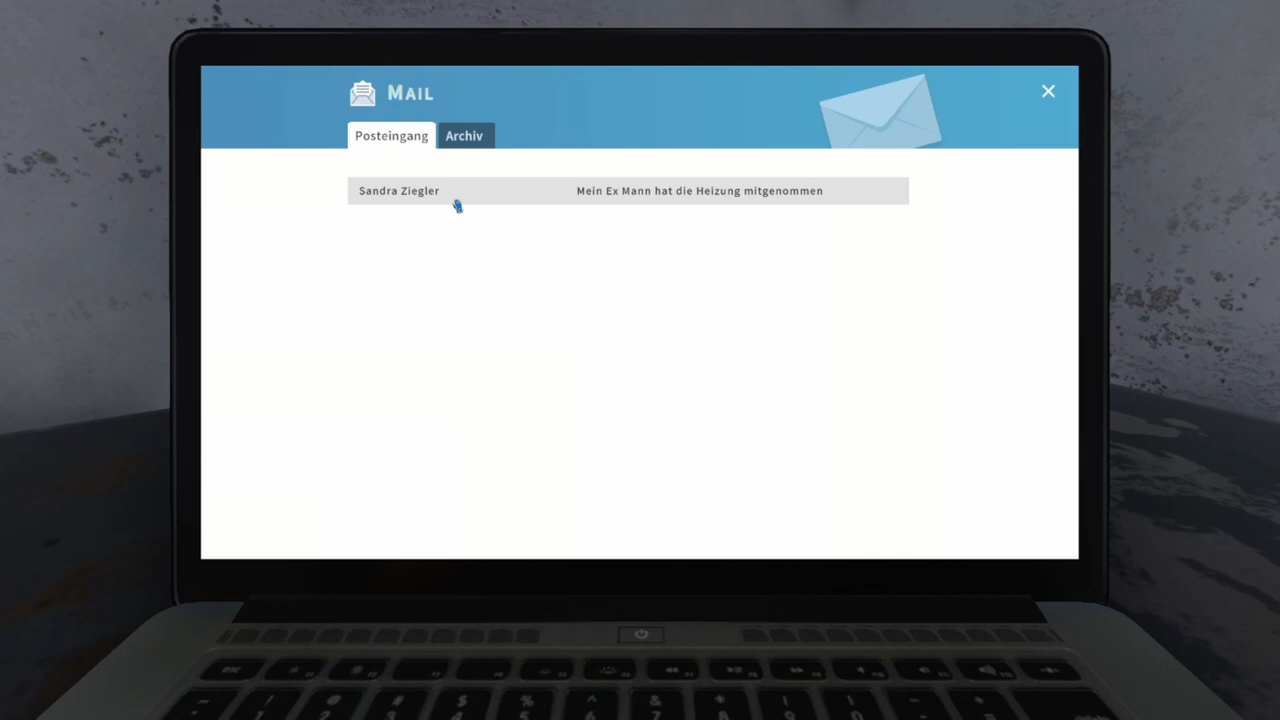 MAIL
Posteingang Archiv
Sandra Ziegler Mein Ex Mann hat die Heizung mitgenommen